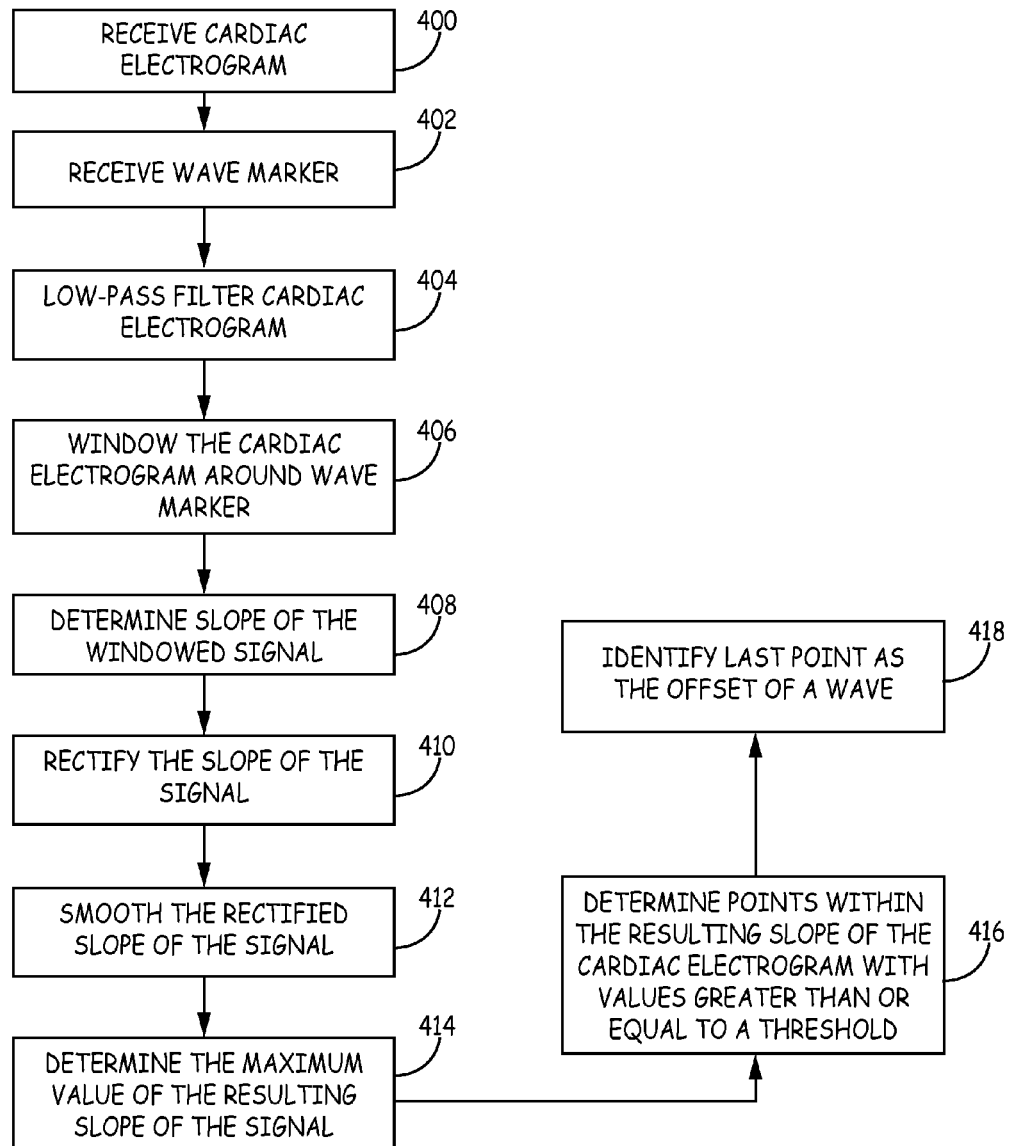 RECEIVE CARDIAC
ELECTROGRAM
400
RECEIVE WAVE MARKER
402
LOW-PASS FILTER CARDIAC
ELECTROGRAM
404
WINDOW THE CARDIAC
ELECTROGRAM AROUND WAVE
MARKER
406
DETERMINE SLOPE OF THE
WINDOWED SIGNAL
408
RECTIFY THE SLOPE OF THE
SIGNAL
410
SMOOTH THE RECTIFIED
SLOPE OF THE SIGNAL
412
DETERMINE THE MAXIMUM
VALUE OF THE RESULTING
SLOPE OF THE SIGNAL
414
DETERMINE POINTS WITHIN
THE RESULTING SLOPE OF THE
CARDIAC ELECTROGRAM WITH
VALUES GREATER THAN OR
EQUAL TO A THRESHOLD
416
IDENTIFY LAST POINT AS
THE OFFSET OF A WAVE
418